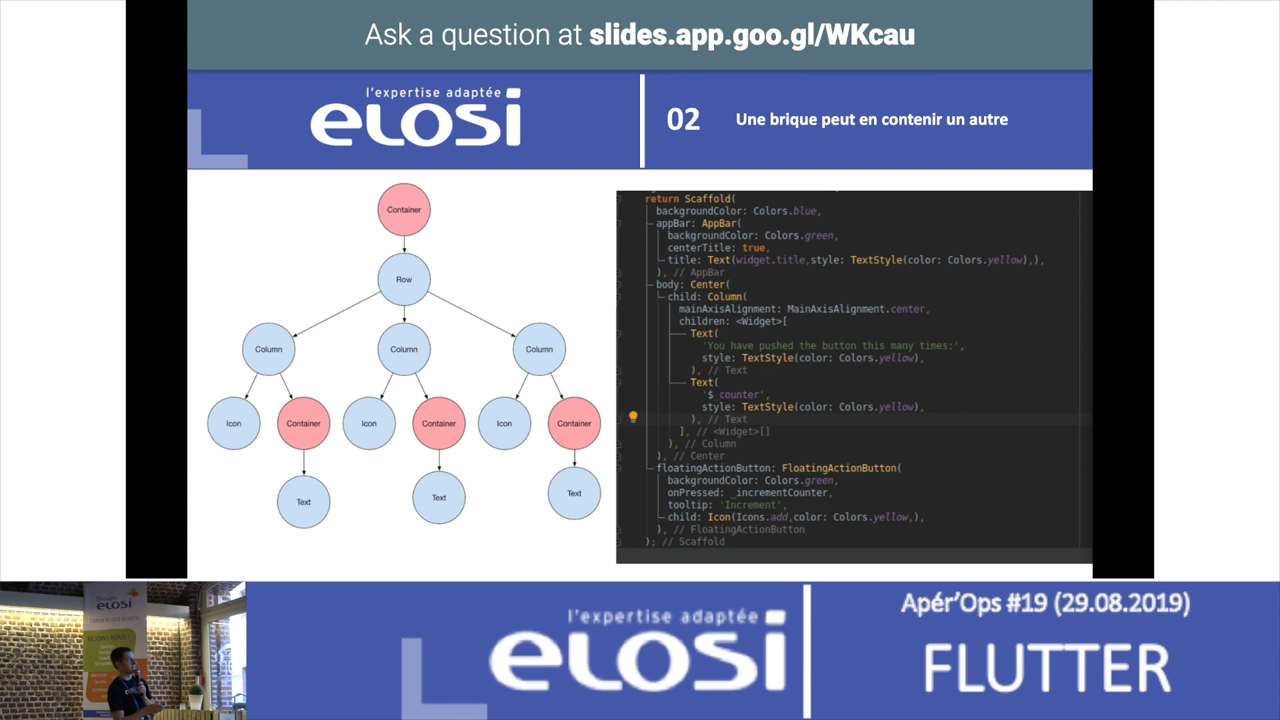 Ask a question at slides.app.goo.gl/WKcau
l'expertise adaptée
eLOSI
02
Une brique peut en contenir un autre
Container
Row
Column
Column
Column
Icon
Container
Icon
Container
Icon
Container
Text
Text
Text
return Scaffold(
backgroundColor: Colors.blue,
appBar: AppBar(
backgroundColor: Colors.green,
centerTitle: true,
title: Text(widget.title,style: TextStyle(color: Colors.yellow),),
), // AppBar
body: Center(
child: Column(
mainAxisAlignment: MainAxisAlignment.center,
children: <Widget>[
Text(
'You have pushed the button this many times:',
style: TextStyle(color: Colors.yellow),
), // Text
Text(
'$_counter',
style: TextStyle(color: Colors.yellow),
), // Text
], // <Widget>[]
), // Column
), // Center
floatingActionButton: FloatingActionButton(
backgroundColor: Colors.green,
onPressed: _incrementCounter,
tooltip: 'Increment',
child: Icon(Icons.add,color: Colors.yellow,),
), // FloatingActionButton
); // Scaffold
eLOSI
REJOINS NOUS !
l'expertise adaptée
eLOSI
Apér'Ops #19 (29.08.2019)
FLUTTER